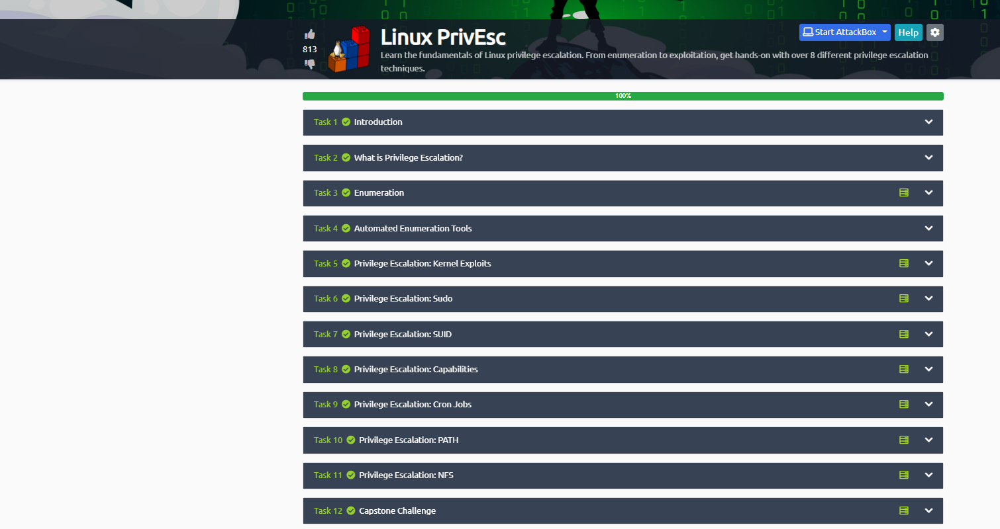 Linux PrivEsc
Start AttackBox
Help
813
Learn the fundamentals of Linux privilege escalation. From enumeration to exploitation, get hands-on with over 8 different privilege escalation
techniques.
100%
Task 1 Introduction
Task 2 What is Privilege Escalation?
Task 3 Enumeration
Task 4 Automated Enumeration Tools
Task 5 Privilege Escalation: Kernel Exploits
Task 6 Privilege Escalation: Sudo
Task 7 Privilege Escalation: SUID
Task 8 Privilege Escalation: Capabilities
Task 9 Privilege Escalation: Cron Jobs
Task 10 Privilege Escalation: PATH
Task 11 Privilege Escalation: NFS
Task 12 Capstone Challenge